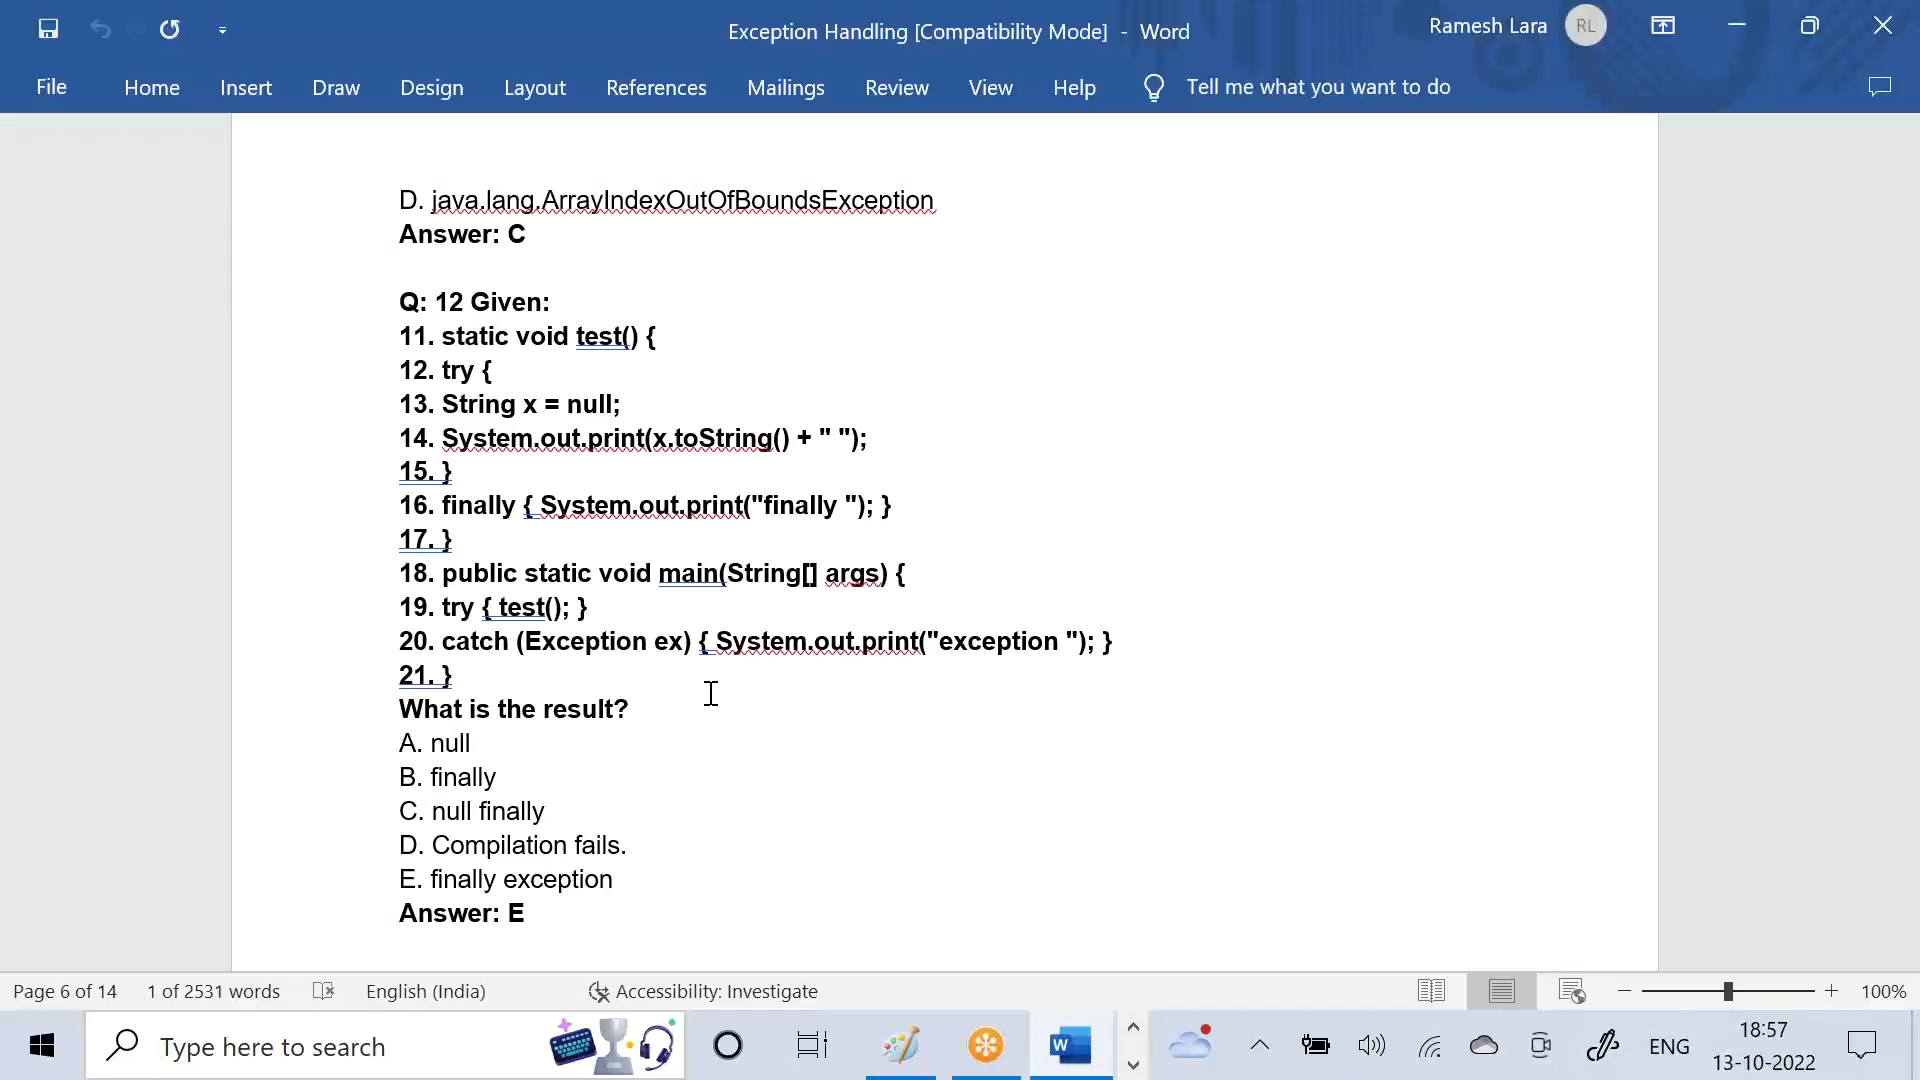 Exception Handling [Compatibility Mode] - Word
Ramesh Lara
RL
File Home Insert Draw Design Layout References Mailings Review View Help Tell me what you want to do
D. java.lang.ArrayIndexOutOfBoundsException
Answer: C
Q: 12 Given:
11. static void test() {
12. try {
13. String x = null;
14. System.out.print(x.toString() + " ");
15. }
16. finally { System.out.print("finally "); }
17. }
18. public static void main(String[] args) {
19. try { test(); }
20. catch (Exception ex) { System.out.print("exception "); }
21. }
What is the result?
A. null
B. finally
C. null finally
D. Compilation fails.
E. finally exception
Answer: E
Page 6 of 14 1 of 2531 words English (India) Accessibility: Investigate 100%
Type here to search
W
ENG
18:57
13-10-2022